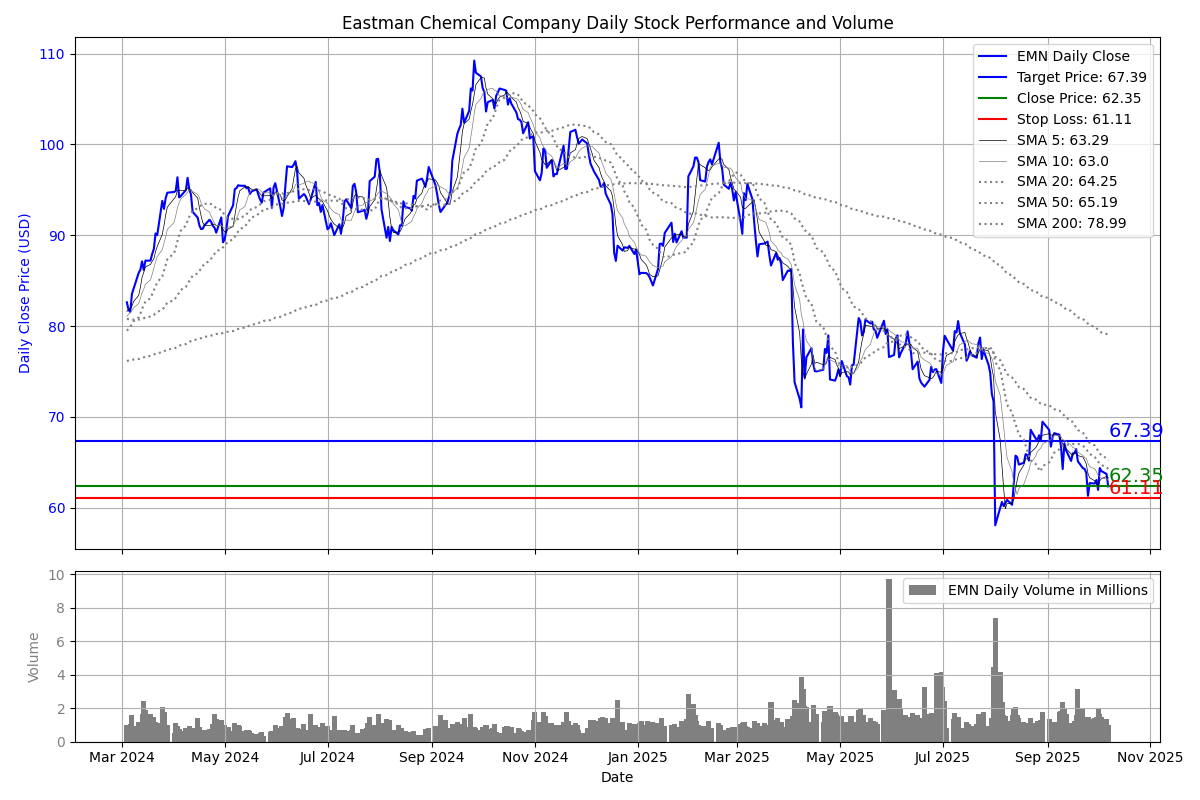 Eastman Chemical Company Daily Stock Performance and Volume
110
100
90
80
70
60
Daily Close Price (USD)
EMN Daily Close
Target Price: 67.39
Close Price: 62.35
Stop Loss: 61.11
SMA 5: 63.29
SMA 10: 63.0
SMA 20: 64.25
SMA 50: 65.19
SMA 200: 78.99
67.39
62.35
61.11
10
8
6
4
2
0
Volume
EMN Daily Volume in Millions
Mar 2024
May 2024
Jul 2024
Sep 2024
Nov 2024
Jan 2025
Mar 2025
May 2025
Jul 2025
Sep 2025
Nov 2025
Date